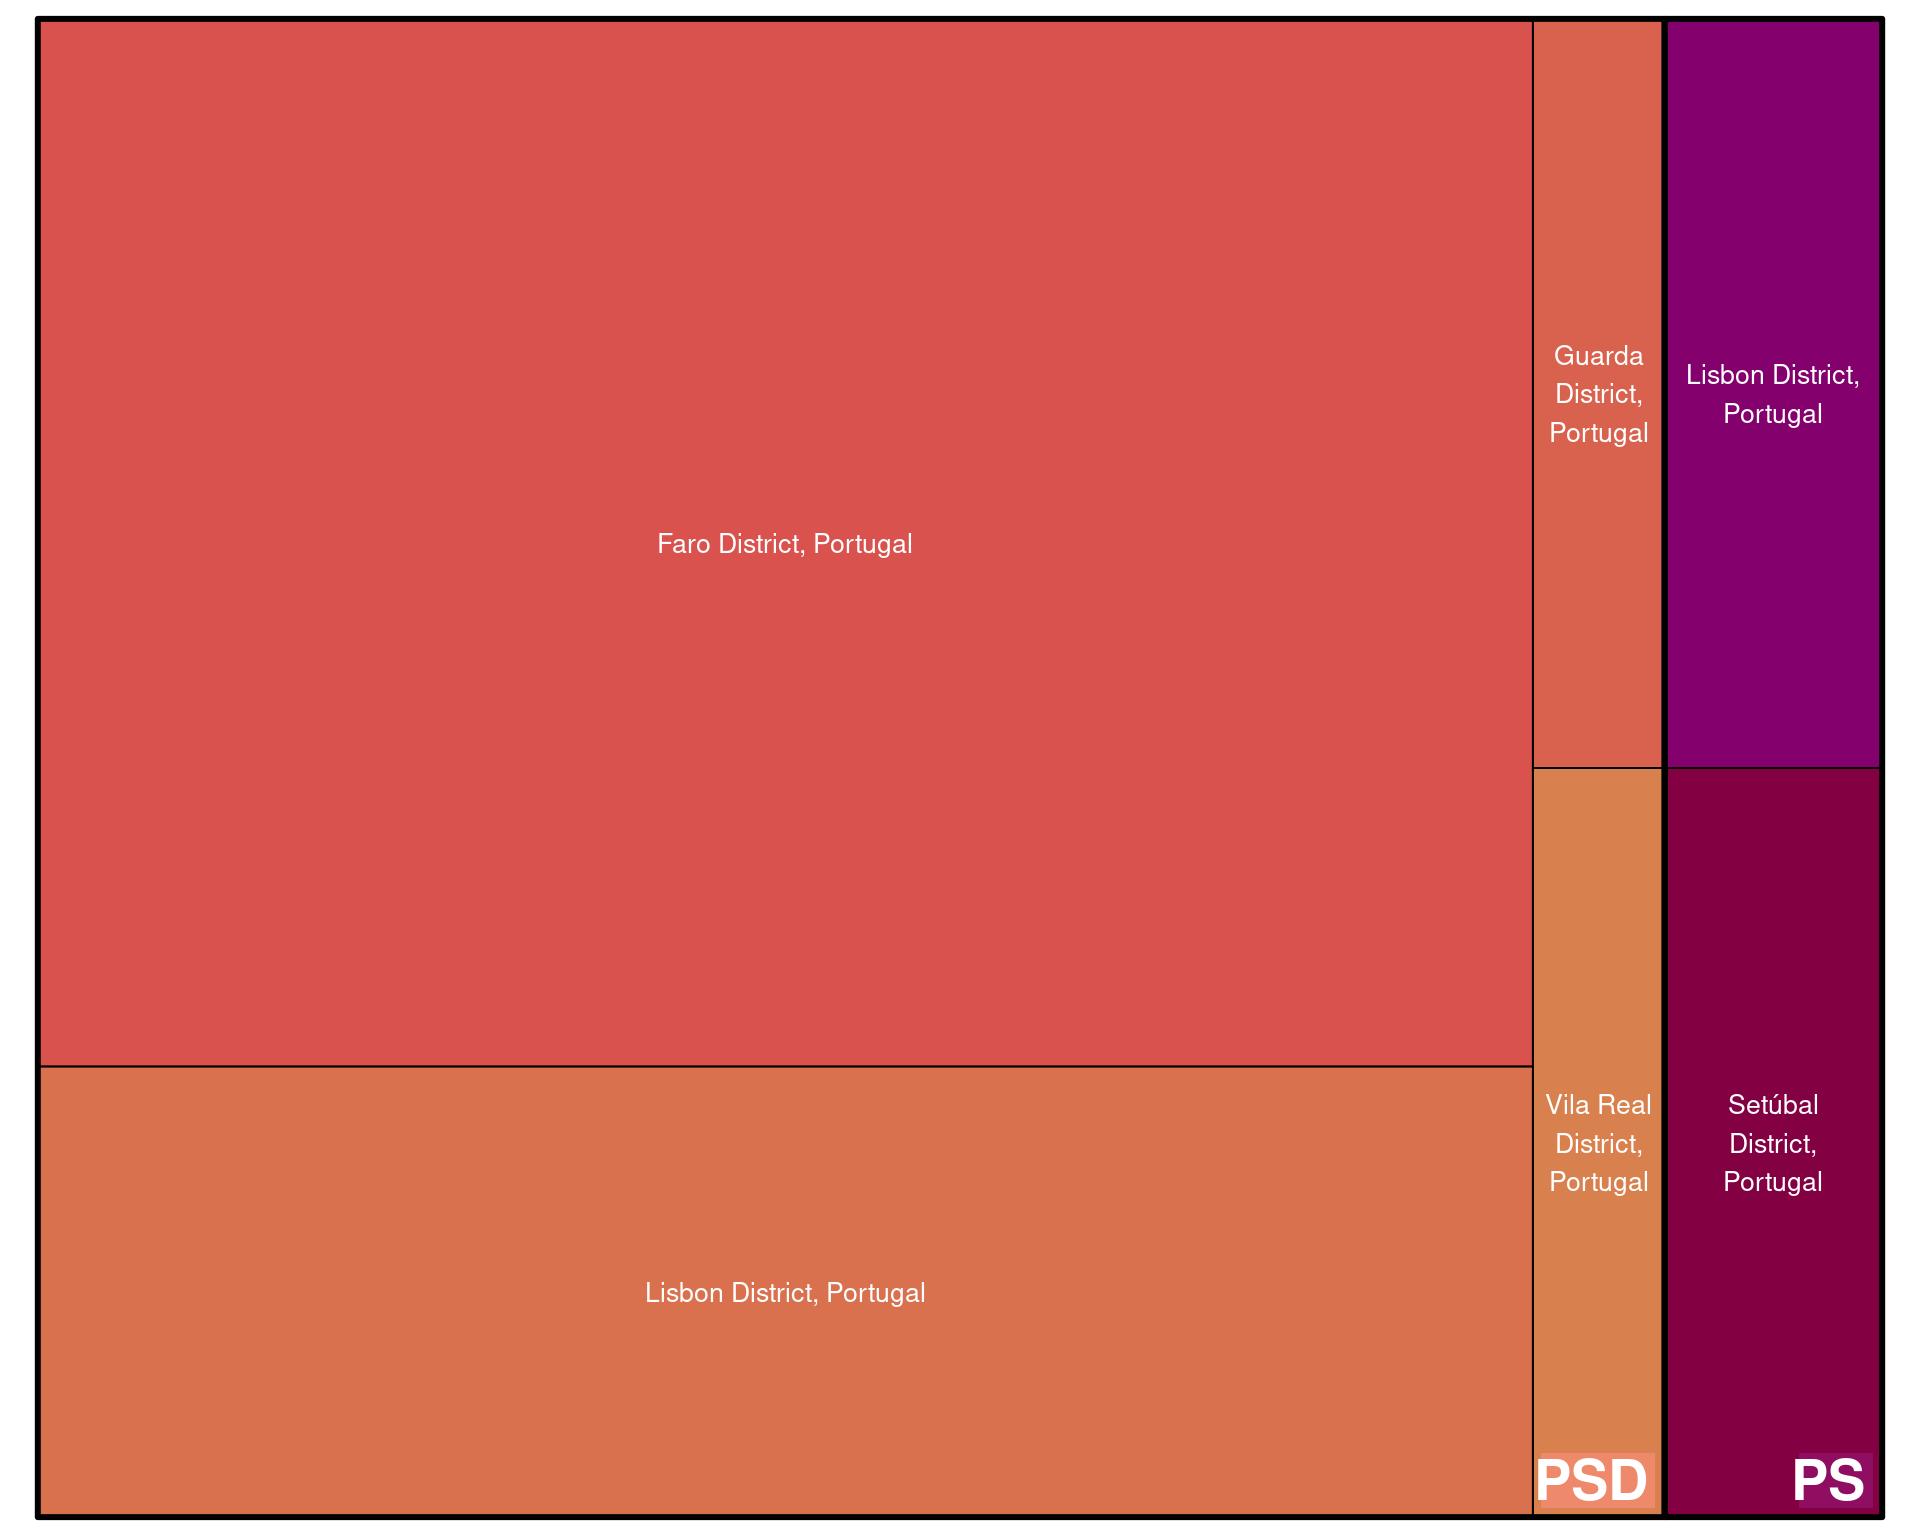 Faro District, Portugal
Lisbon District, Portugal
Guarda
District,
Portugal
Vila Real
District,
Portugal
PSD
Lisbon District,
Portugal
Setúbal
District,
Portugal
PS